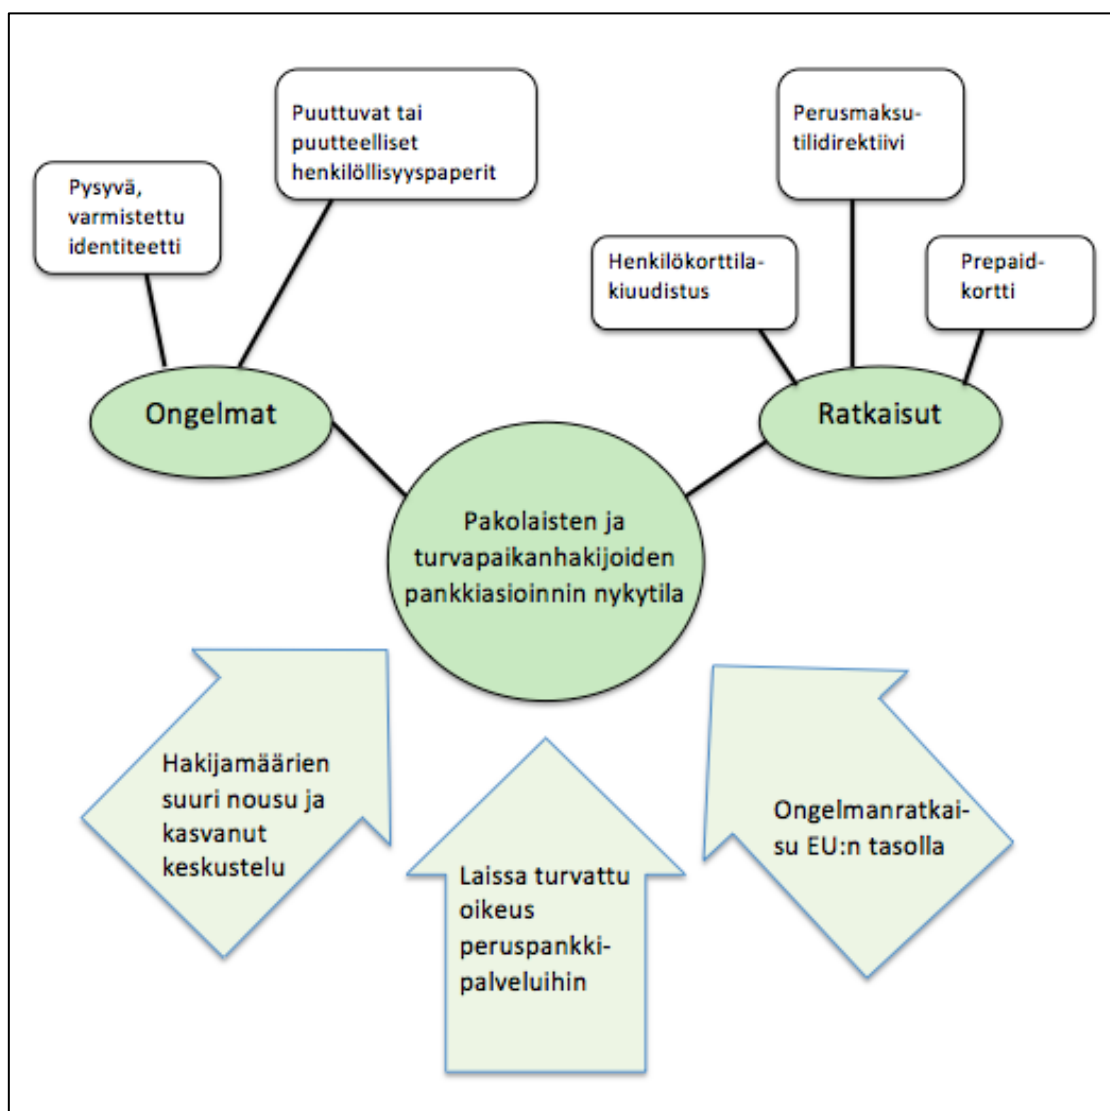 Puuttuvat tai
puutteelliset
henkilöllisyyspaperit
Perusmaksu-
tilidirektiivi
Pysyvä,
varmistettu
identiteetti
Henkilökorttila-
kiuudistus
Prepaid-
kortti
Ongelmat
Ratkaisut
Pakolaisten ja
turvapaikanhakijoiden
pankkiasioinnin nykytila
Hakijamäärien
suuri nousu ja
kasvanut
keskustelu
Laissa turvattu
oikeus
peruspankki-
palveluihin
Ongelmanratkai-
su EU:n tasolla